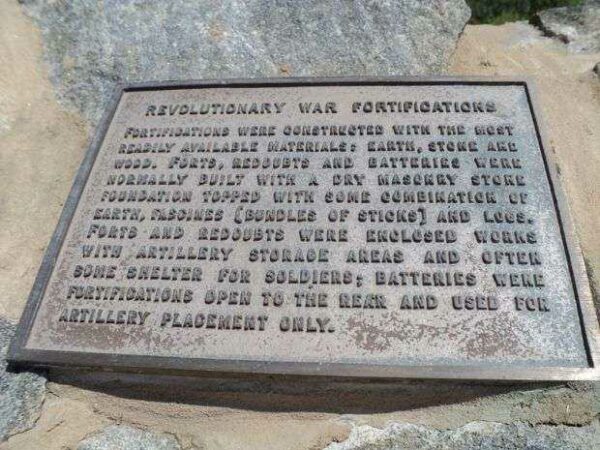 REVOLUTIONARY WAR FORTIFICATIONS
FORTIFICATIONS WERE CONSTRUCTED WITH THE MOST
READILY AVAILABLE MATERIALS: EARTH, STONE AND
WOOD. FORTS, REDOUBTS AND BATTERIES WERE
NORMALLY BUILT WITH A DRY MASONRY STONE
FOUNDATION TOPPED WITH SOME COMBINATION OF
EARTH, FASCINES (BUNDLES OF STICKS) AND LOGS.
FORTS AND REDOUBTS WERE ENCLOSED WORKS
WITH ARTILLERY STORAGE AREAS AND OFTEN
SOME SHELTER FOR SOLDIERS; BATTERIES WERE
FORTIFICATIONS OPEN TO THE REAR AND USED FOR
ARTILLERY PLACEMENT ONLY.